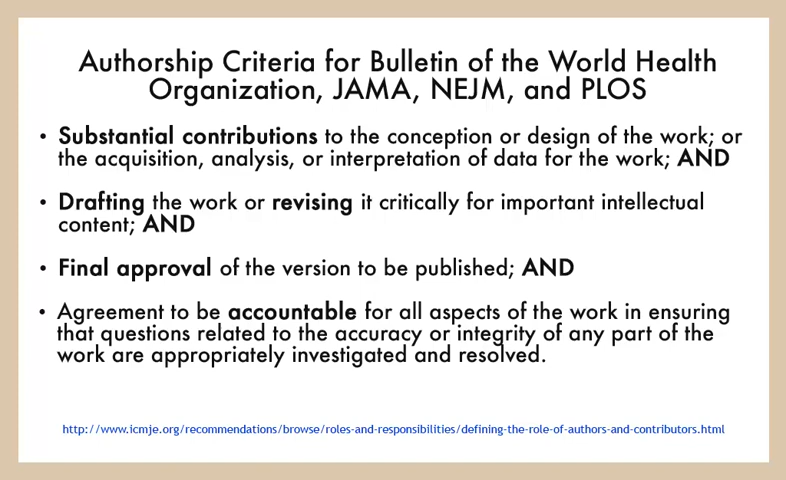 Authorship Criteria for Bulletin of the World Health
Organization, JAMA, NEJM, and PLOS
• Substantial contributions to the conception or design of the work; or
the acquisition, analysis, or interpretation of data for the work; AND
• Drafting the work or revising it critically for important intellectual
content; AND
• Final approval of the version to be published; AND
• Agreement to be accountable for all aspects of the work in ensuring
that questions related to the accuracy or integrity of any part of the
work are appropriately investigated and resolved.
http://www.icmje.org/recommendations/browse/roles-and-responsibilities/defining-the-role-of-authors-and-contributors.html